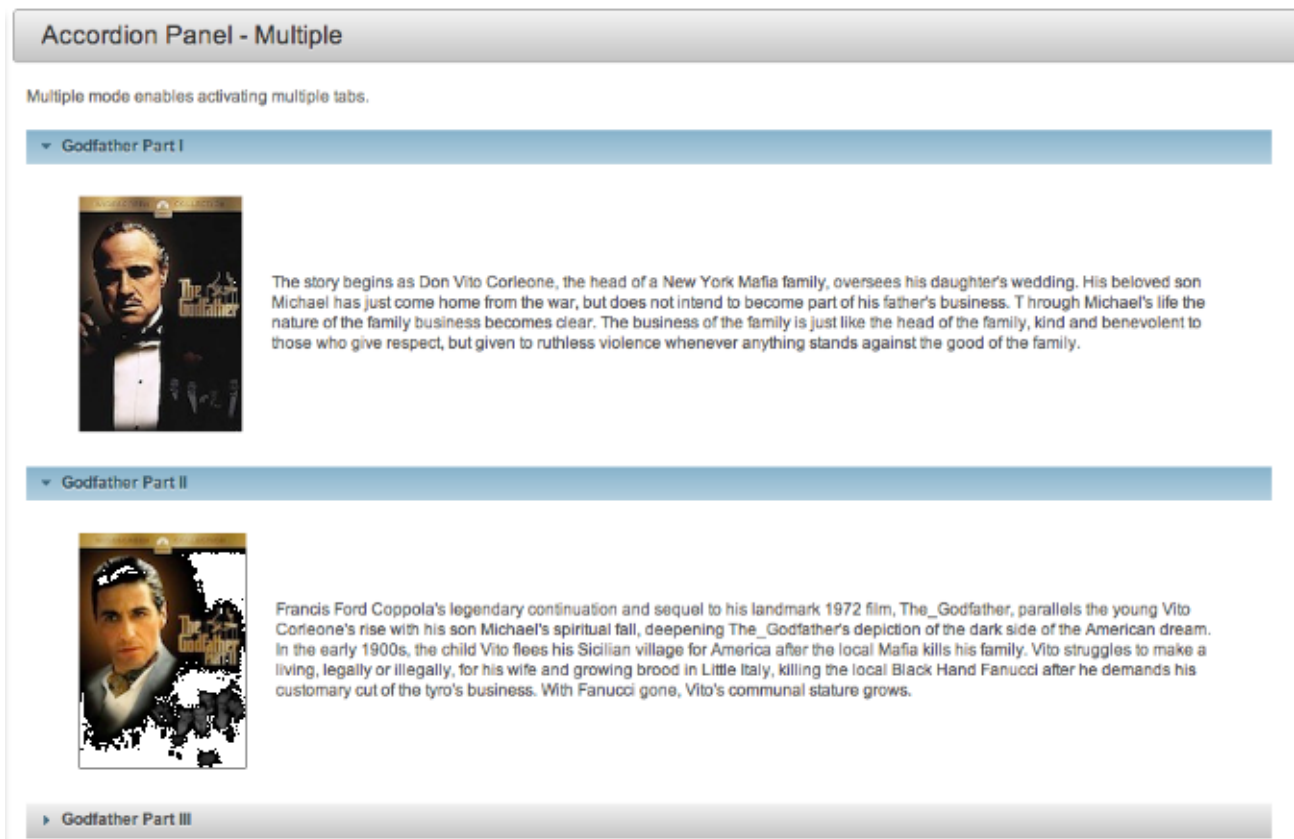 Accordion Panel - Multiple
Multiple mode enables activating multiple tabs.
Godfather Part I
COLLECTION
The
Godfather
The story begins as Don Vito Corleone, the head of a New York Mafia family, oversees his daughter's wedding. His beloved son
Michael has just come home from the war, but does not intend to become part of his father's business. T hrough Michael's life the
nature of the family business becomes clear. The business of the family is just like the head of the family, kind and benevolent to
those who give respect, but given to ruthless violence whenever anything stands against the good of the family.
Godfather Part II
The
Godfather
Part II
Francis Ford Coppola's legendary continuation and sequel to his landmark 1972 film, The_Godfather, parallels the young Vito
Corleone's rise with his son Michael's spiritual fall, deepening The_Godfather's depiction of the dark side of the American dream.
In the early 1900s, the child Vito flees his Sicilian village for America after the local Mafia kills his family. Vito struggles to make a
living, legally or illegally, for his wife and growing brood in Little Italy, killing the local Black Hand Fanucci after he demands his
customary cut of the tyro's business. With Fanucci gone, Vito's communal stature grows.
Godfather Part III